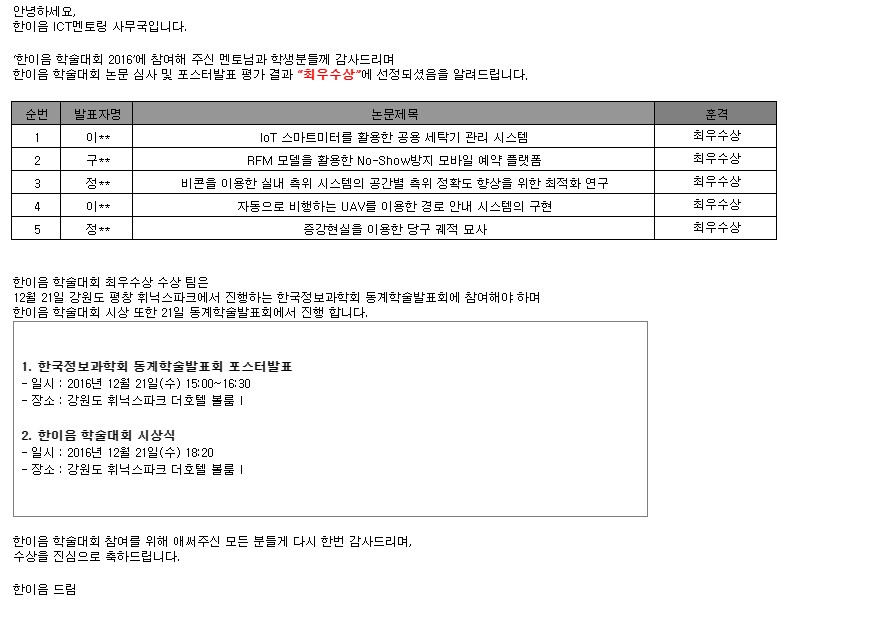 안녕하세요,
한이음 ICT멘토링 사무국입니다.
'한이음 학술대회 2016'에 참여해 주신 멘토님과 학생분들께 감사드리며
한이음 학술대회 논문 심사 및 포스터발표 평가 결과 "최우수상"에 선정되셨음을 알려드립니다.
순번 발표자명 논문제목 훈격
1 이** IoT 스마트미터를 활용한 공용 세탁기 관리 시스템 최우수상
2 구** RFM 모델을 활용한 No-Show방지 모바일 예약 플랫폼 최우수상
3 정** 비콘을 이용한 실내 측위 시스템의 공간별 측위 정확도 향상을 위한 최적화 연구 최우수상
4 이** 자동으로 비행하는 UAV를 이용한 경로 안내 시스템의 구현 최우수상
5 정** 증강현실을 이용한 당구 궤적 묘사 최우수상
한이음 학술대회 최우수상 수상 팀은
12월 21일 강원도 평창 휘닉스파크에서 진행하는 한국정보과학회 동계학술발표회에 참여해야 하며
한이음 학술대회 시상 또한 21일 동계학술발표회에서 진행 합니다.
1. 한국정보과학회 동계학술발표회 포스터발표
- 일시 : 2016년 12월 21일(수) 15:00~16:30
- 장소 : 강원도 휘닉스파크 더호텔 볼룸 I
2. 한이음 학술대회 시상식
- 일시 : 2016년 12월 21일(수) 18:20
- 장소 : 강원도 휘닉스파크 더호텔 볼룸 I
한이음 학술대회 참여를 위해 애써주신 모든 분들게 다시 한번 감사드리며,
수상을 진심으로 축하드립니다.
한이음 드림